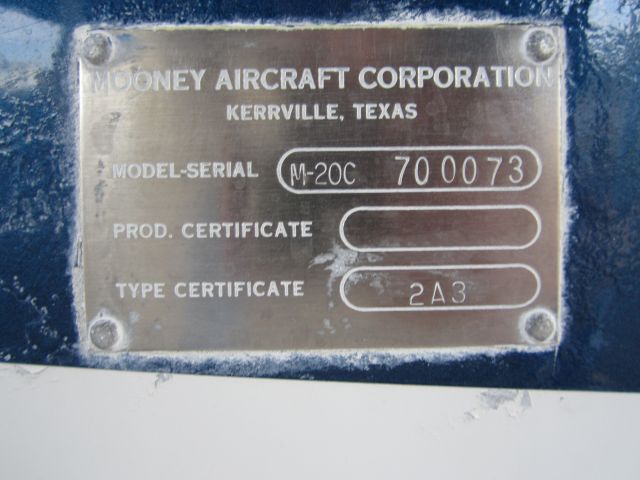 MOONEY AIRCRAFT CORPORATION
KERRVILLE, TEXAS
MODEL-SERIAL M-20C 700073
PROD. CERTIFICATE
TYPE CERTIFICATE 2A3